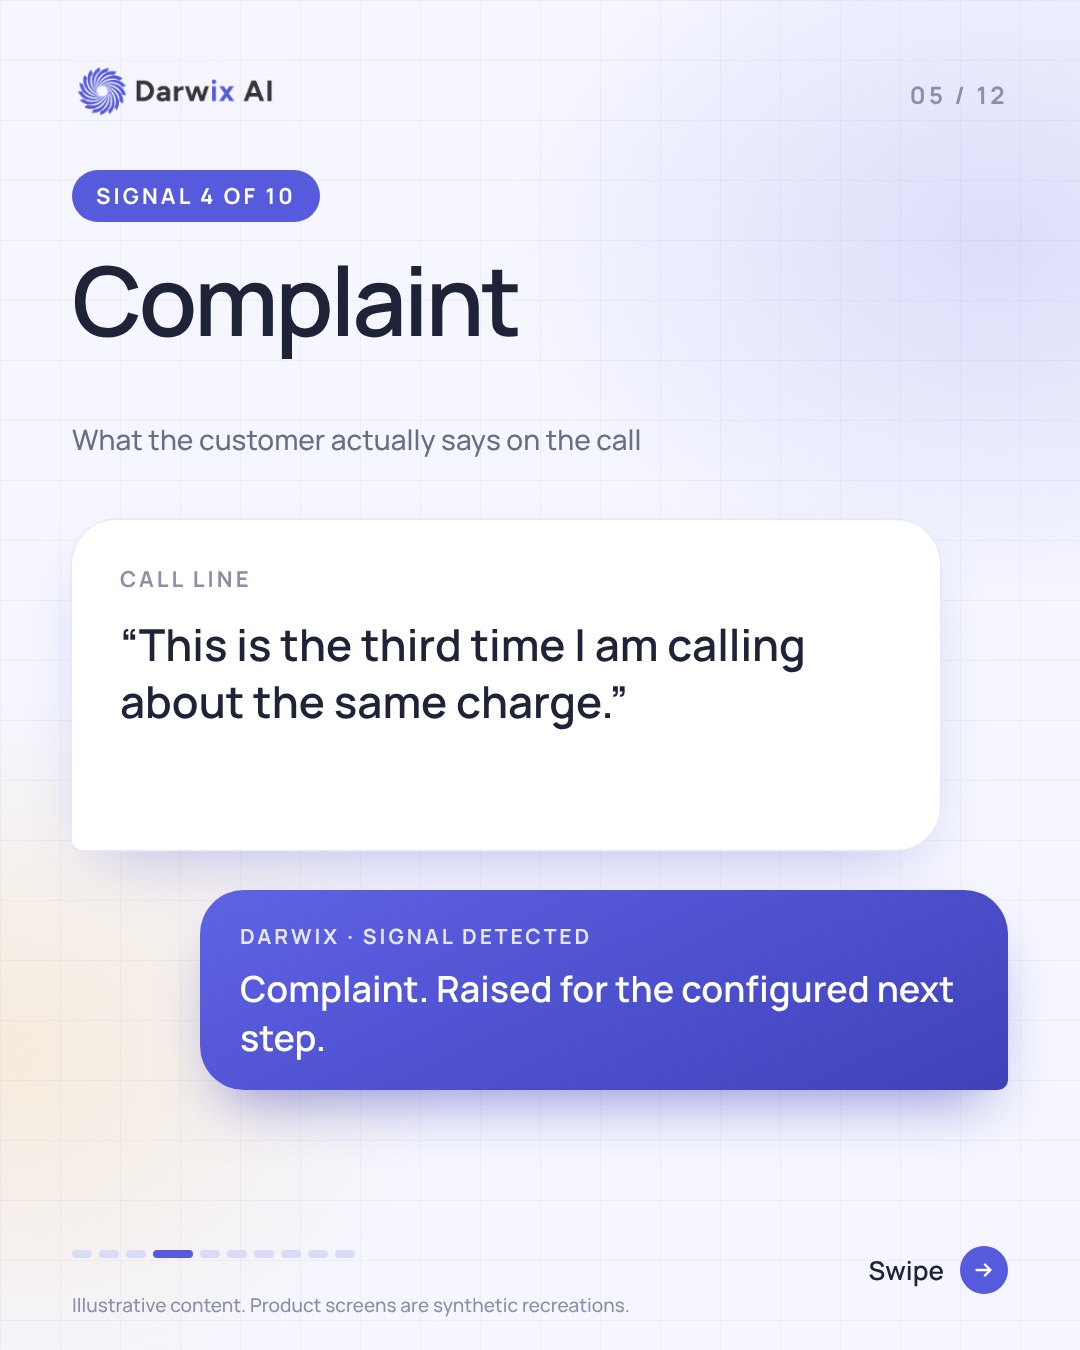 Darwix AI
05 / 12
SIGNAL 4 OF 10
Complaint
What the customer actually says on the call
CALL LINE
“This is the third time I am calling
about the same charge.”
DARWIX · SIGNAL DETECTED
Complaint. Raised for the configured next
step.
Swipe
Illustrative content. Product screens are synthetic recreations.